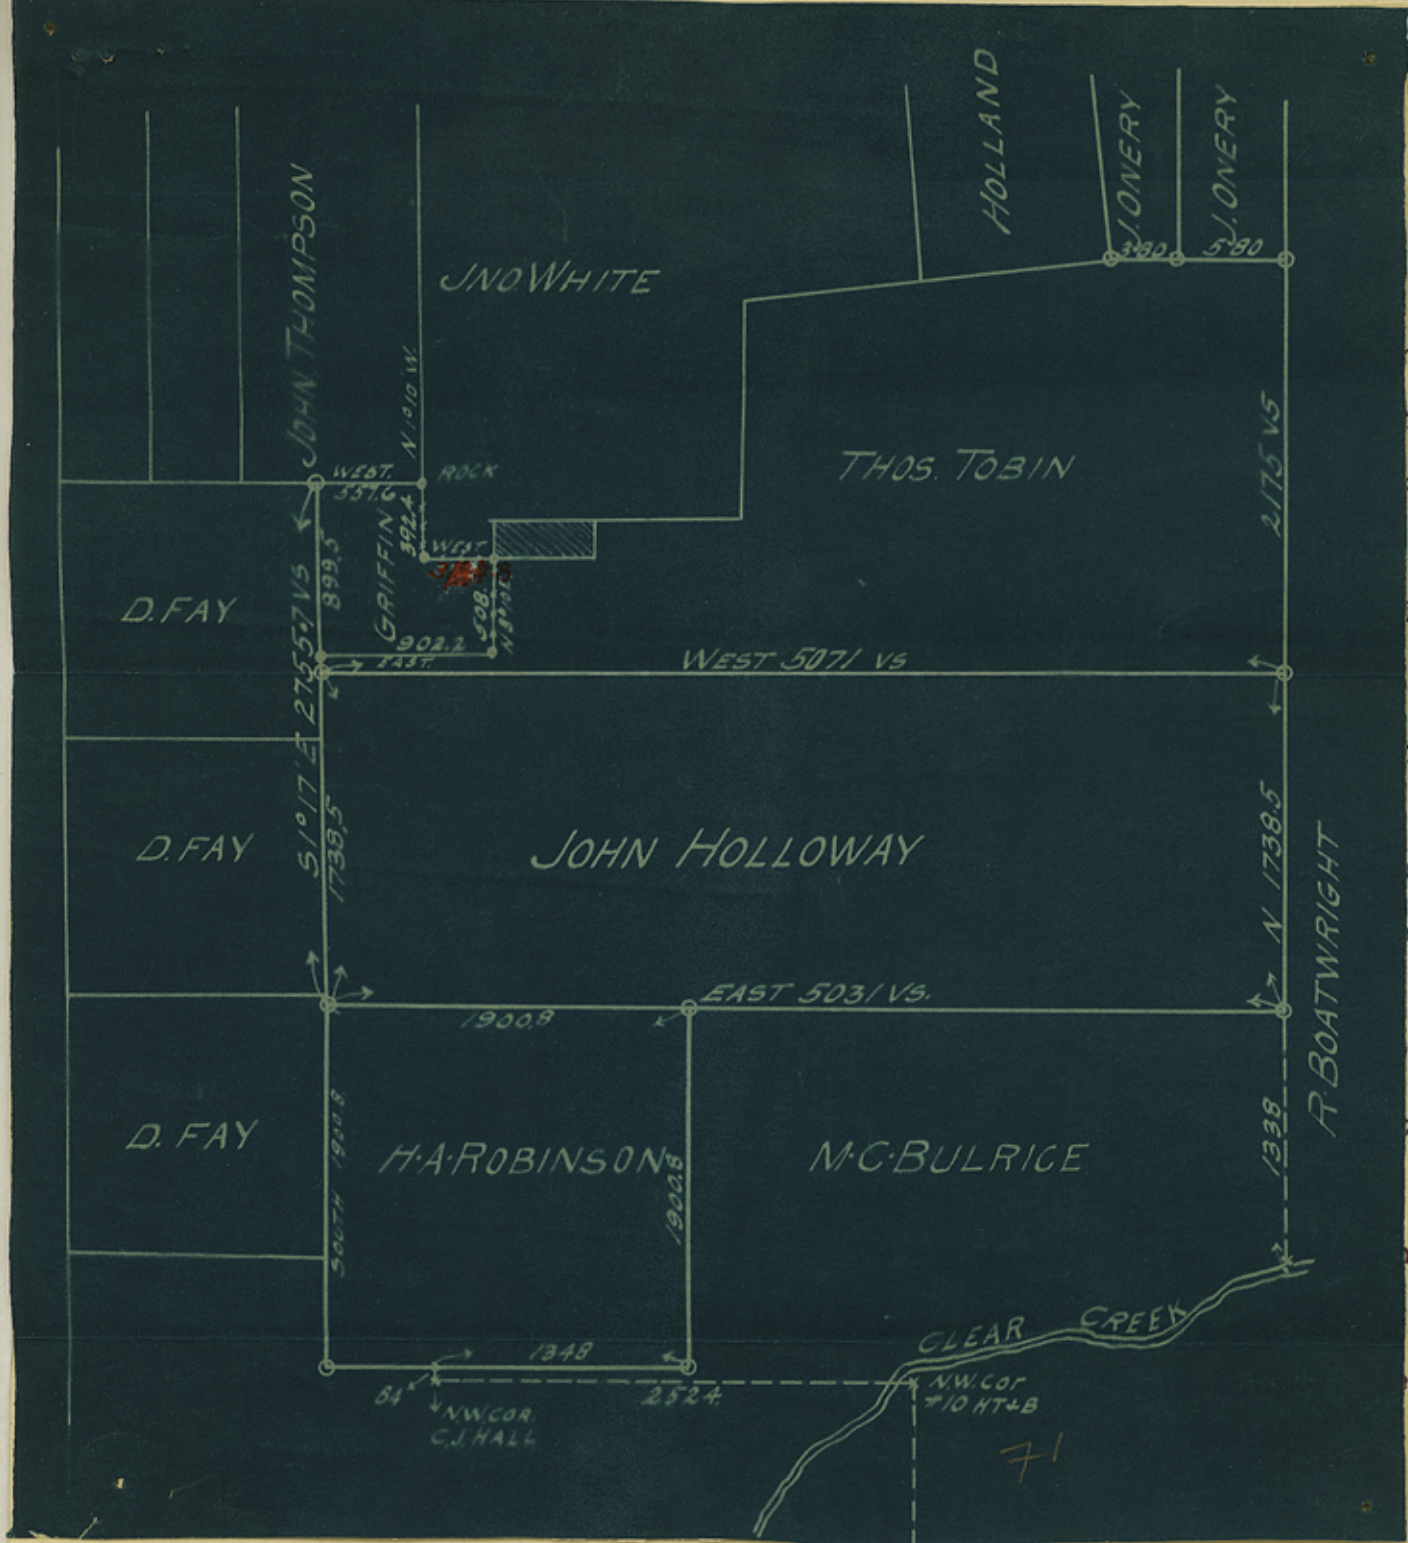 HOLLAND
J. ONERY
J. ONERY
380
580
JOHN THOMPSON
JNO. WHITE
N 1°10 W.
THOS. TOBIN
2175 VS
WEST.
557.6
ROCK
392.4
GRIFFIN
WEST
899.5
508.
902.2
EAST.
D. FAY
S 1° 17' E 2755.7 VS
WEST 5071 VS
1738.5
D. FAY
JOHN HOLLOWAY
N 1738.5
R. BOATWRIGHT
EAST 5031 VS.
1900.8
D. FAY
SOUTH 1900.8
H.A. ROBINSON
1900.8
M.C. BULRICE
1338
CLEAR CREEK
1348
84
2524
N.W. COR.
C.J. HALL
N.W. COR
#10 HT&B
71